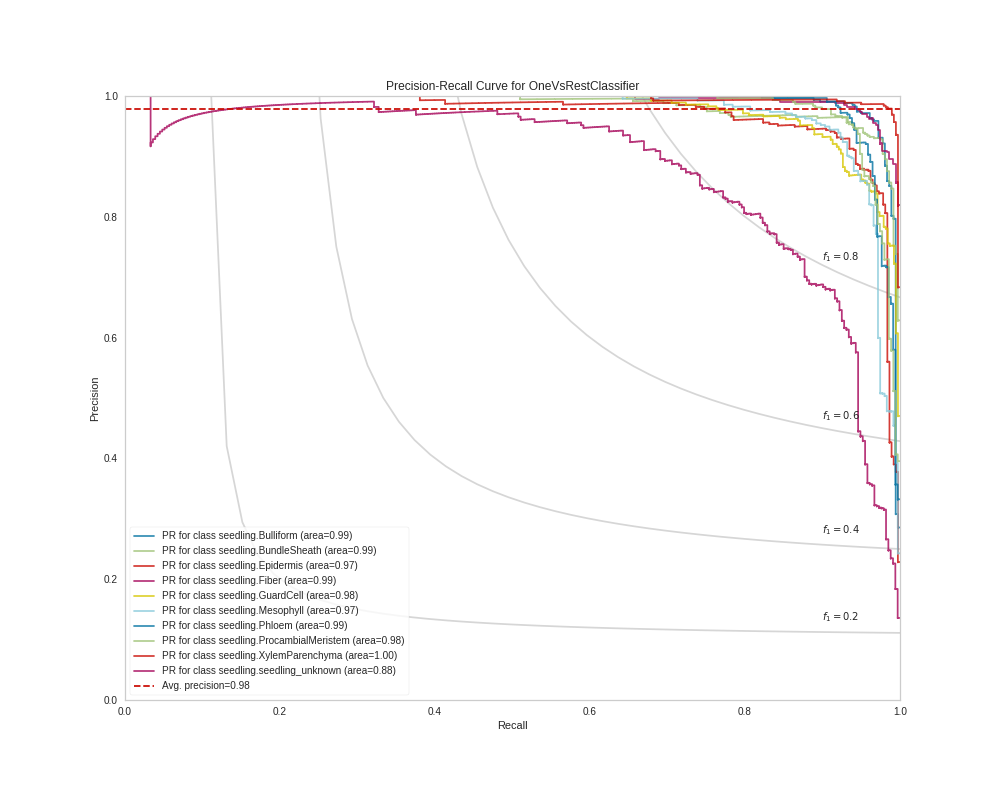 Precision-Recall Curve for OneVsRestClassifier
1.0
0.8
0.6
0.4
0.2
0.0
Precision
f₁ = 0.8
f₁ = 0.6
f₁ = 0.4
f₁ = 0.2
PR for class seedling.Bulliform (area=0.99)
PR for class seedling.BundleSheath (area=0.99)
PR for class seedling.Epidermis (area=0.97)
PR for class seedling.Fiber (area=0.99)
PR for class seedling.GuardCell (area=0.98)
PR for class seedling.Mesophyll (area=0.97)
PR for class seedling.Phloem (area=0.99)
PR for class seedling.ProcambialMeristem (area=0.98)
PR for class seedling.XylemParenchyma (area=1.00)
PR for class seedling.seedling_unknown (area=0.88)
Avg. precision=0.98
0.0 0.2 0.4 0.6 0.8 1.0
Recall